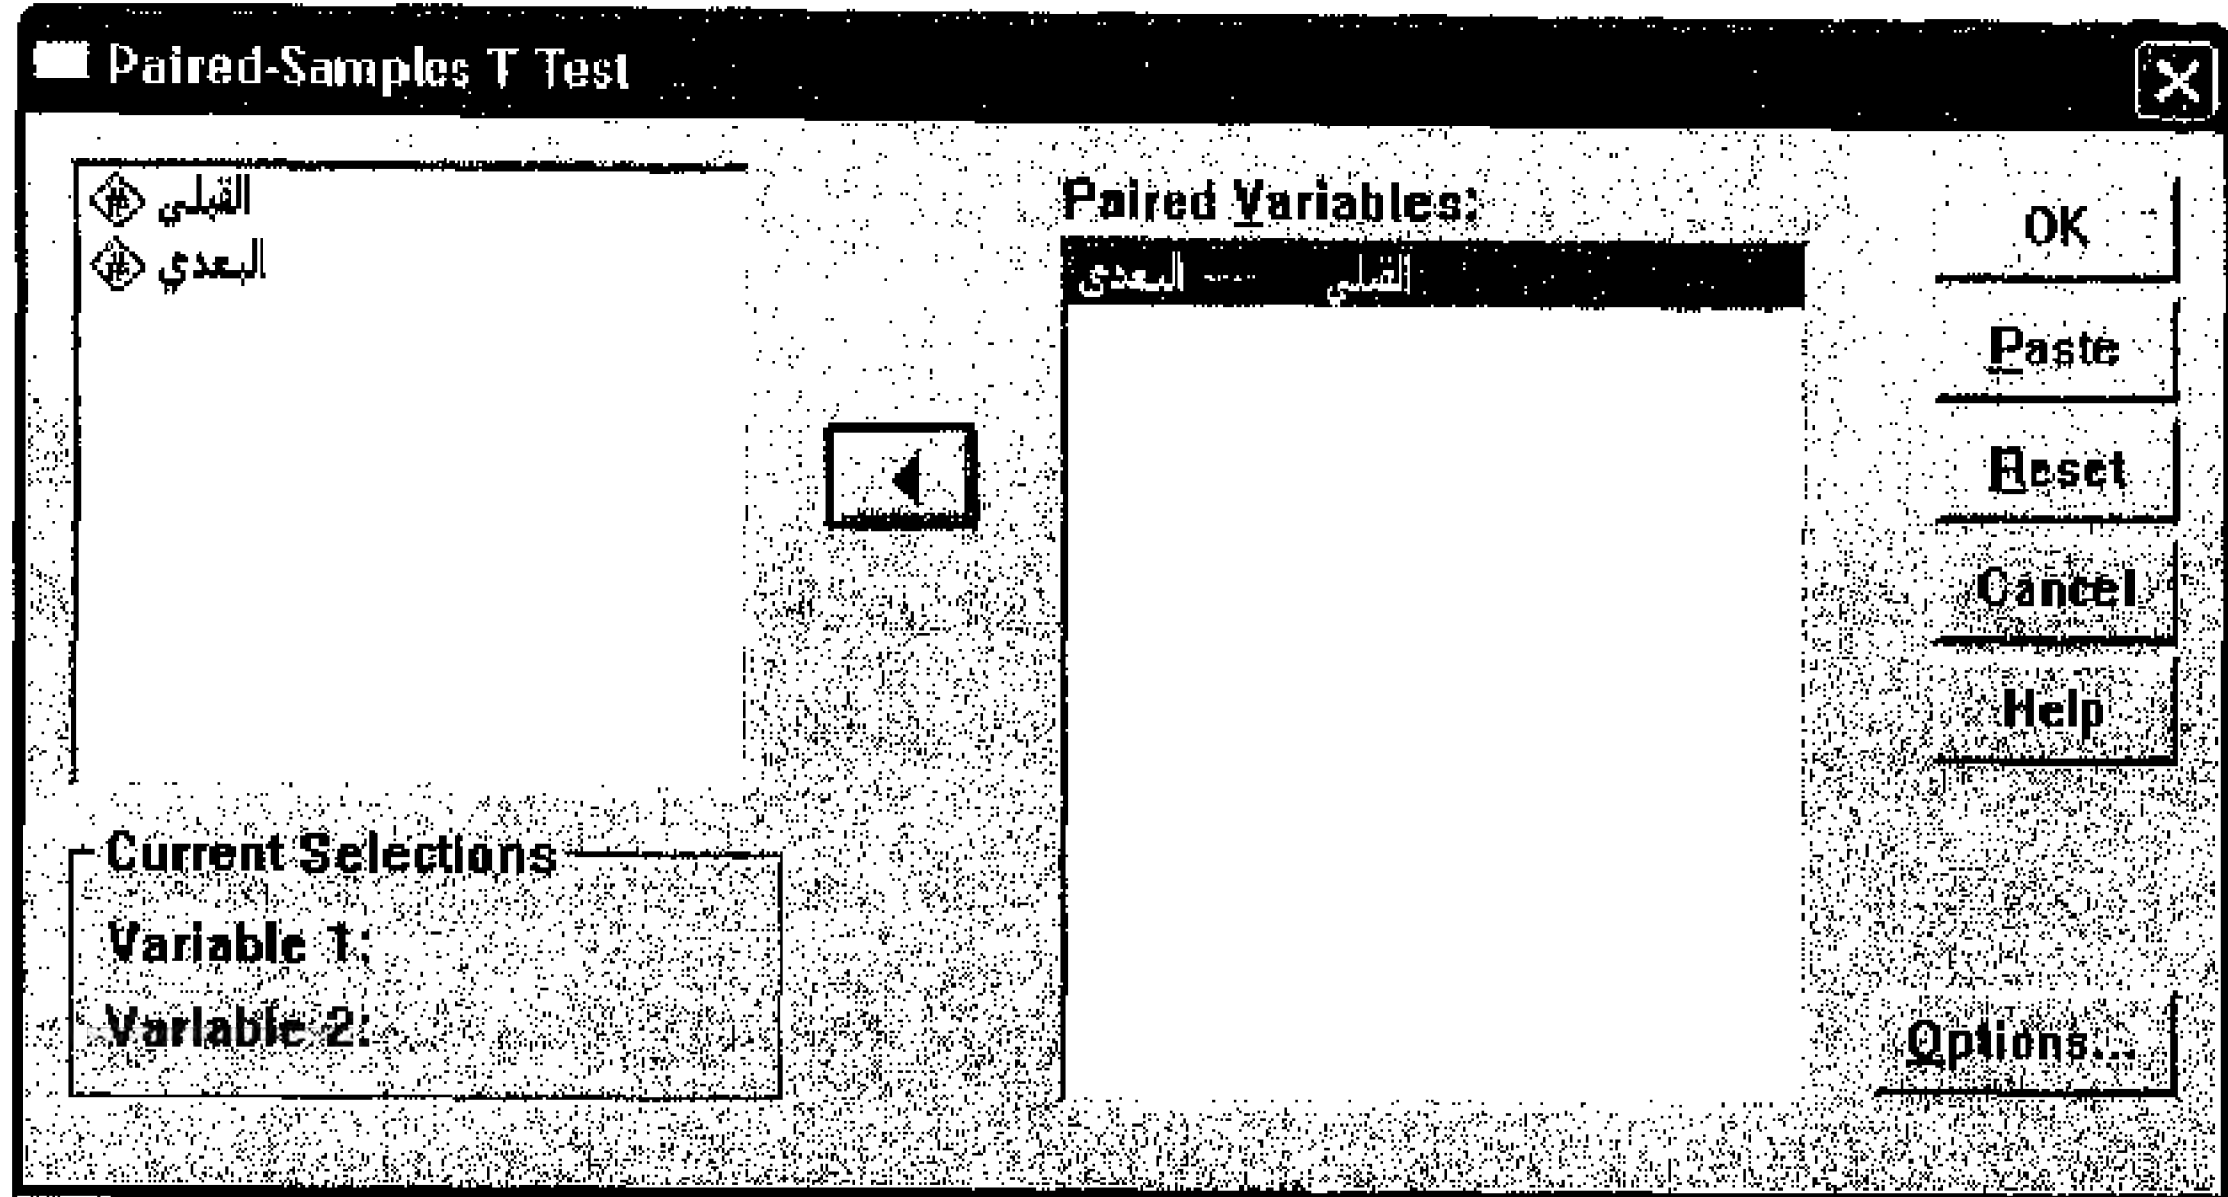 Paired-Samples T Test
القبلي
البعدي
Current Selections
Variable 1:
Variable 2:
Paired Variables:
البعدي --- القبلي
OK
Paste
Reset
Cancel
Help
Options...